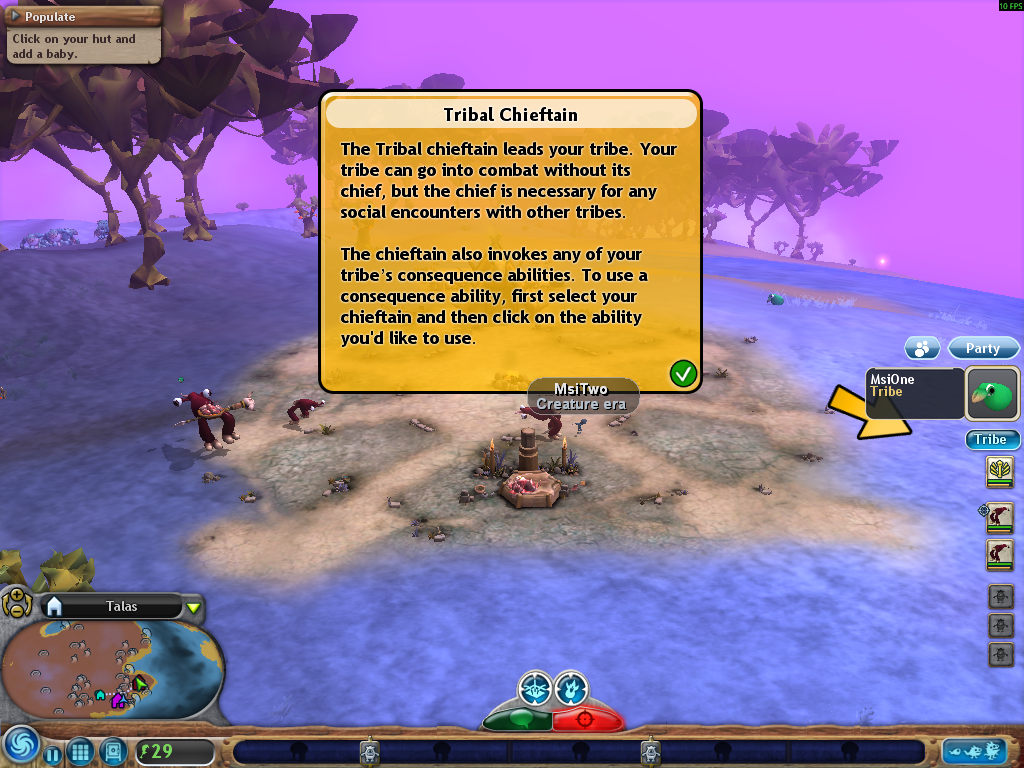 Populate
Click on your hut and
add a baby.
10 FPS
Tribal Chieftain
The Tribal chieftain leads your tribe. Your
tribe can go into combat without its
chief, but the chief is necessary for any
social encounters with other tribes.
The chieftain also invokes any of your
tribe's consequence abilities. To use a
consequence ability, first select your
chieftain and then click on the ability
you'd like to use.
Party
MsiOne
Tribe
MsiTwo
Creature era
Tribe
Talas
29